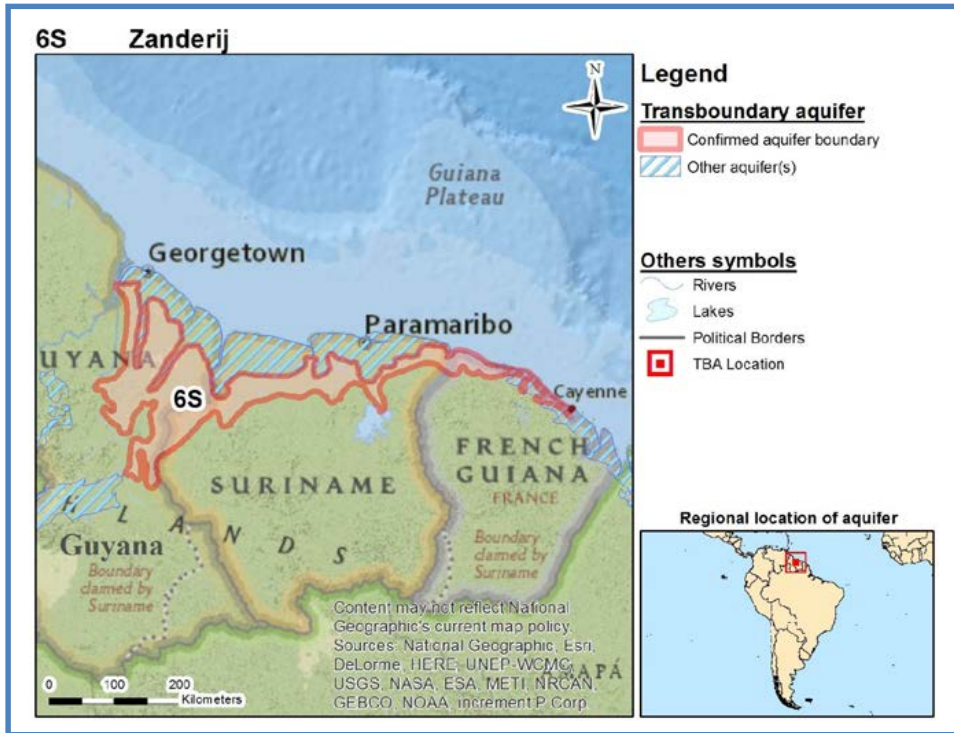 6S Zanderij
N
Guiana
Plateau
Georgetown
Paramaribo
UYANA
6S
Cayenne
FRENCH
GUIANA
FRANCE
SURINAME
H L A N D S
Guyana
Boundary
clamed by
Suriname
Boundary
clamed by
Suriname
Content may not reflect National
Geographic's current map policy.
Sources: National Geographic, Esri,
DeLorme, HERE, UNEP-WCMC,
USGS, NASA, ESA, METI, NRCAN,
GEBCO, NOAA, increment P Corp.
MAPÁ
0 100 200
Kilometers
Legend
Transboundary aquifer
Confirmed aquifer boundary
Other aquifer(s)
Others symbols
Rivers
Lakes
Political Borders
TBA Location
Regional location of aquifer